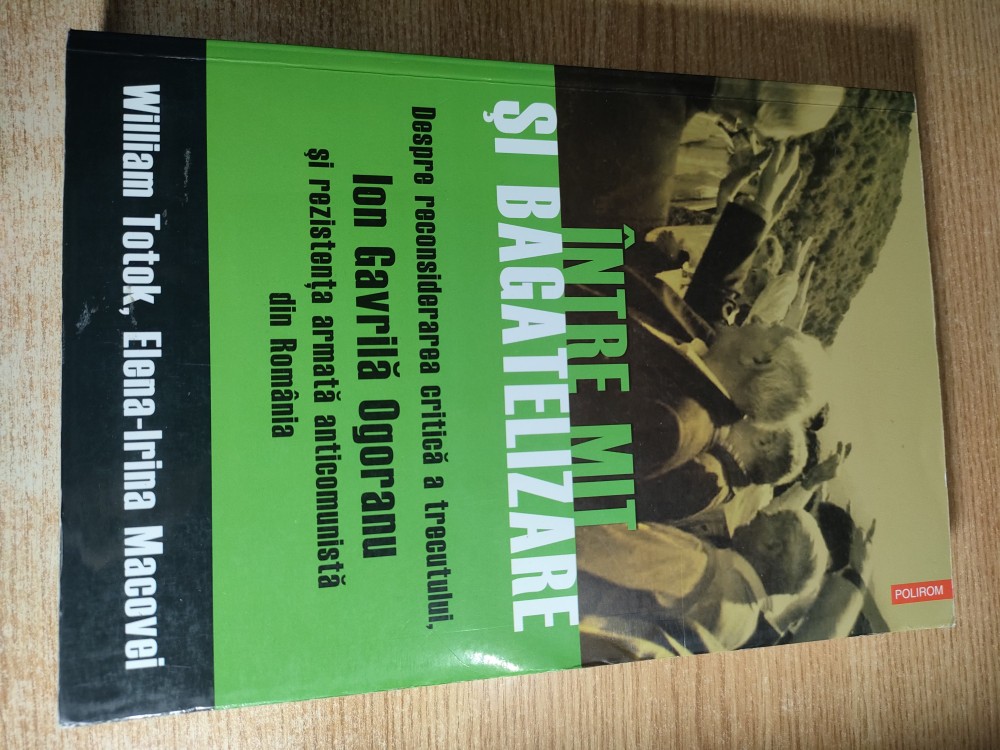 POLIROM
ÎNTRE MIT
ŞI BAGATELIZARE
Despre reconsiderarea critică a trecutului,
Ion Gavrilă Ogoranu
şi rezistenţa armată anticomunistă
din România
William Totok, Elena-Irina Macovei